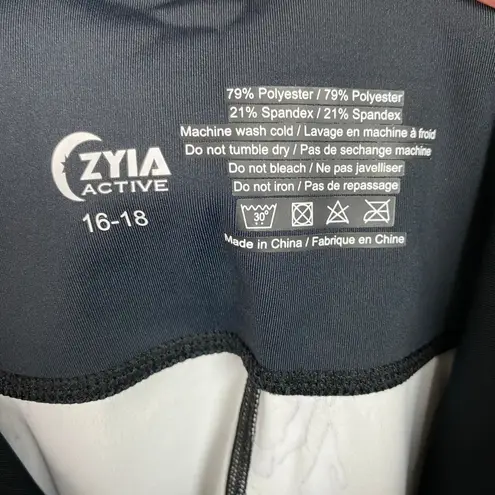 ZYIA
ACTIVE
16-18
79% Polyester / 79% Polyester
21% Spandex / 21% Spandex
Machine wash cold / Lavage en machine à froid
Do not tumble dry / Pas de sechange machine
Do not bleach / Ne pas javelliser
Do not iron / Pas de repassage
30°
Made in China / Fabrique en Chine